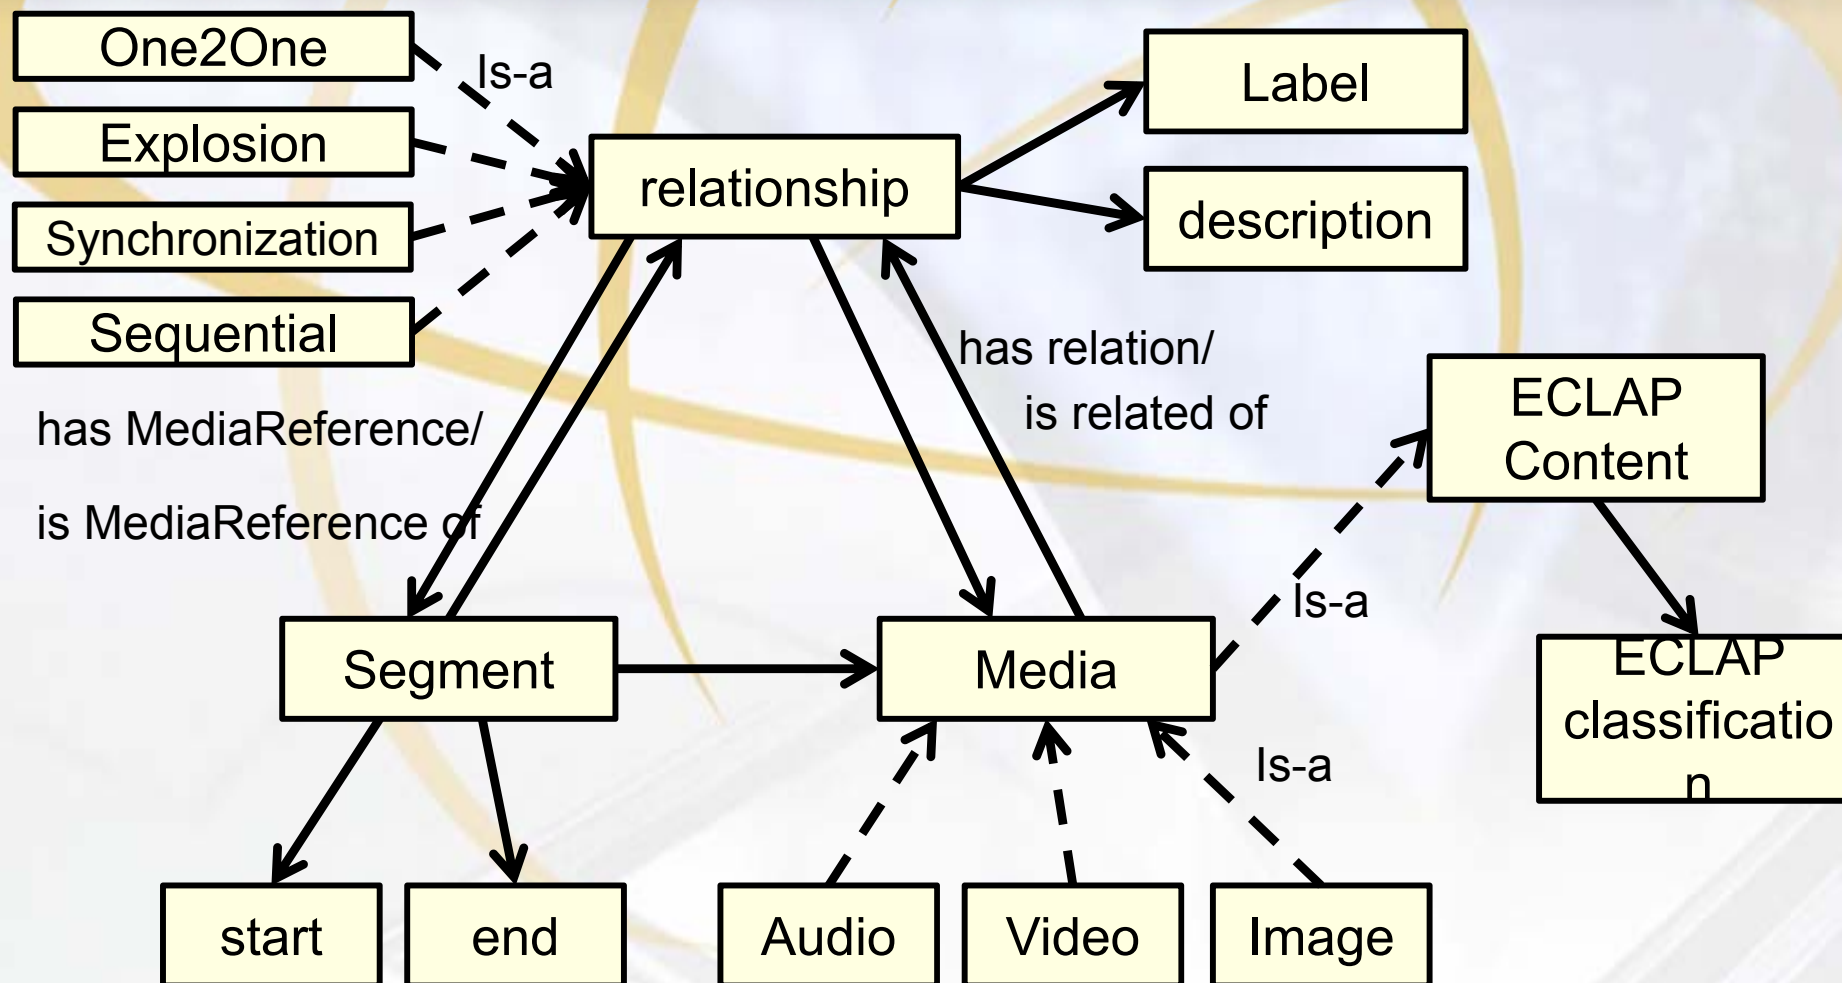 One2One
Is-a
Label
Explosion
relationship
description
Synchronization
Sequential
has relation/
is related of
has MediaReference/
is MediaReference of
ECLAP
Content
Is-a
Segment
Media
ECLAP
classificatio
n
Is-a
start
end
Audio
Video
Image